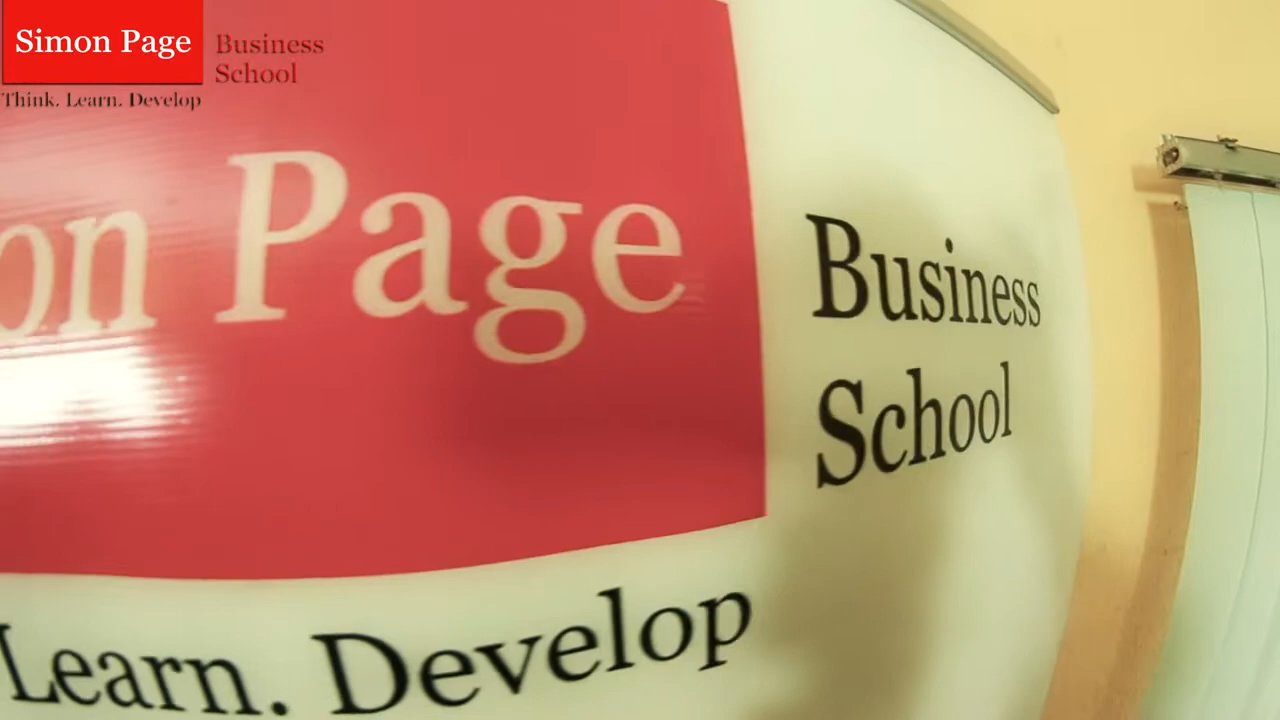 Simon Page
Business
School
Think. Learn. Develop
on Page
Business
School
Learn. Develop